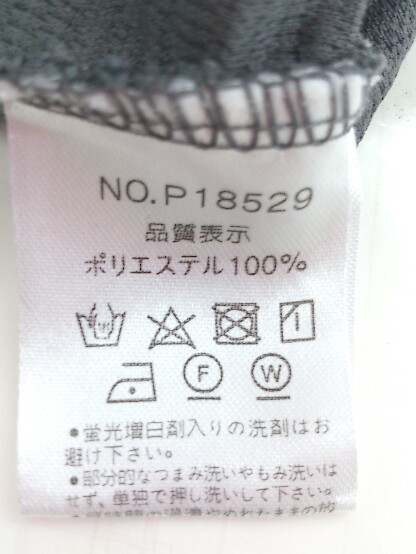 NO.P18529
品質表示
ポリエステル100%
F W
●蛍光増白剤入りの洗剤はお
避け下さい。
●部分的なつまみ洗いやもみ洗いは
せず、単独で押し洗いして下さい。